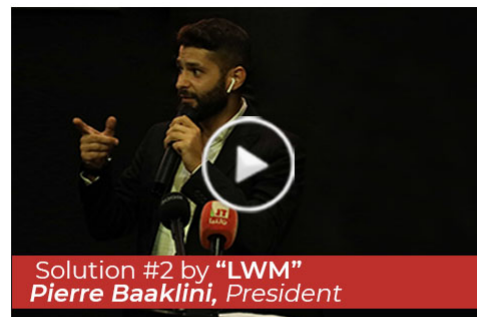 Solution #2 by “LWM”
Pierre Baaklini, President